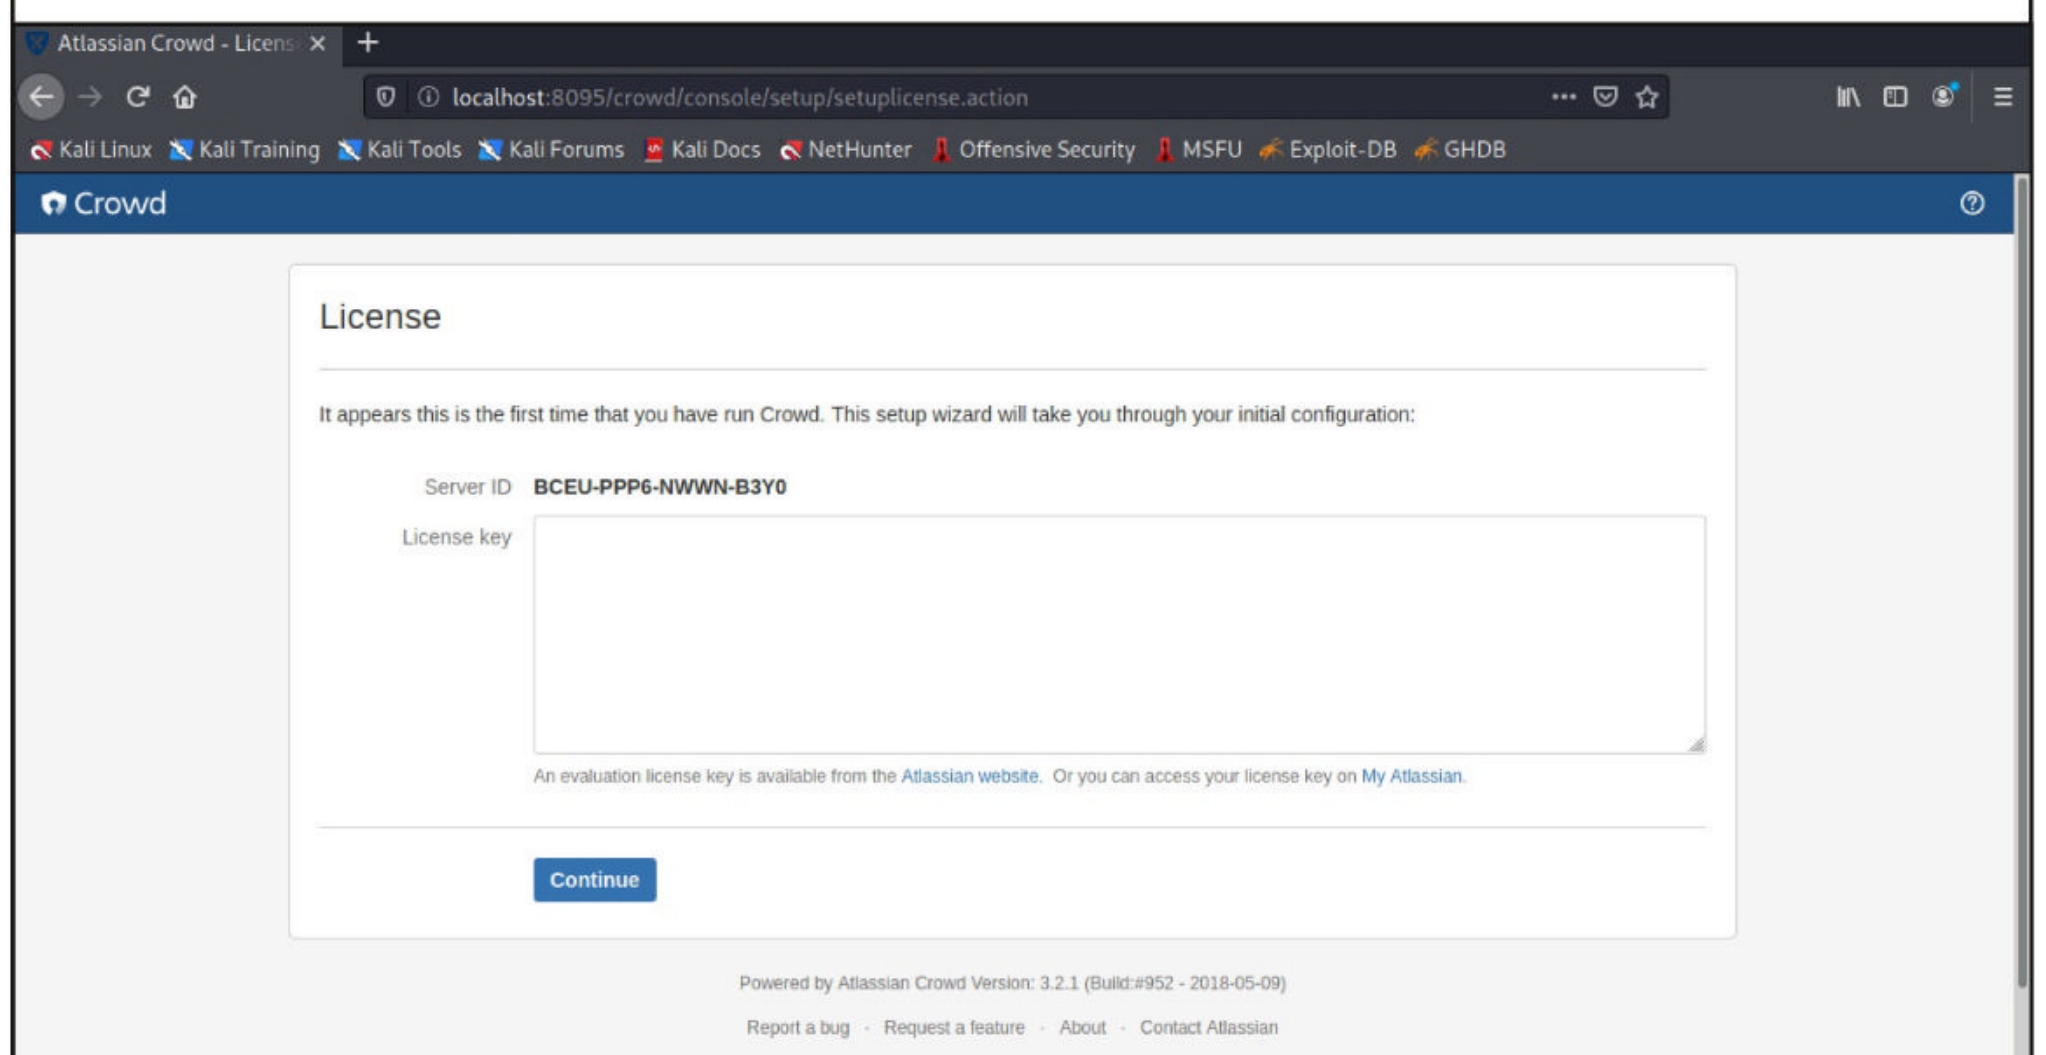 Atlassian Crowd - Licens
localhost:8095/crowd/console/setup/setuplicense.action
Kali Linux Kali Training Kali Tools Kali Forums Kali Docs NetHunter Offensive Security MSFU Exploit-DB GHDB
Crowd
License
It appears this is the first time that you have run Crowd. This setup wizard will take you through your initial configuration:
Server ID BCEU-PPP6-NWWN-B3Y0
License key
An evaluation license key is available from the Atlassian website. Or you can access your license key on My Atlassian.
Continue
Powered by Atlassian Crowd Version: 3.2.1 (Build:#952 - 2018-05-09)
Report a bug · Request a feature · About · Contact Atlassian